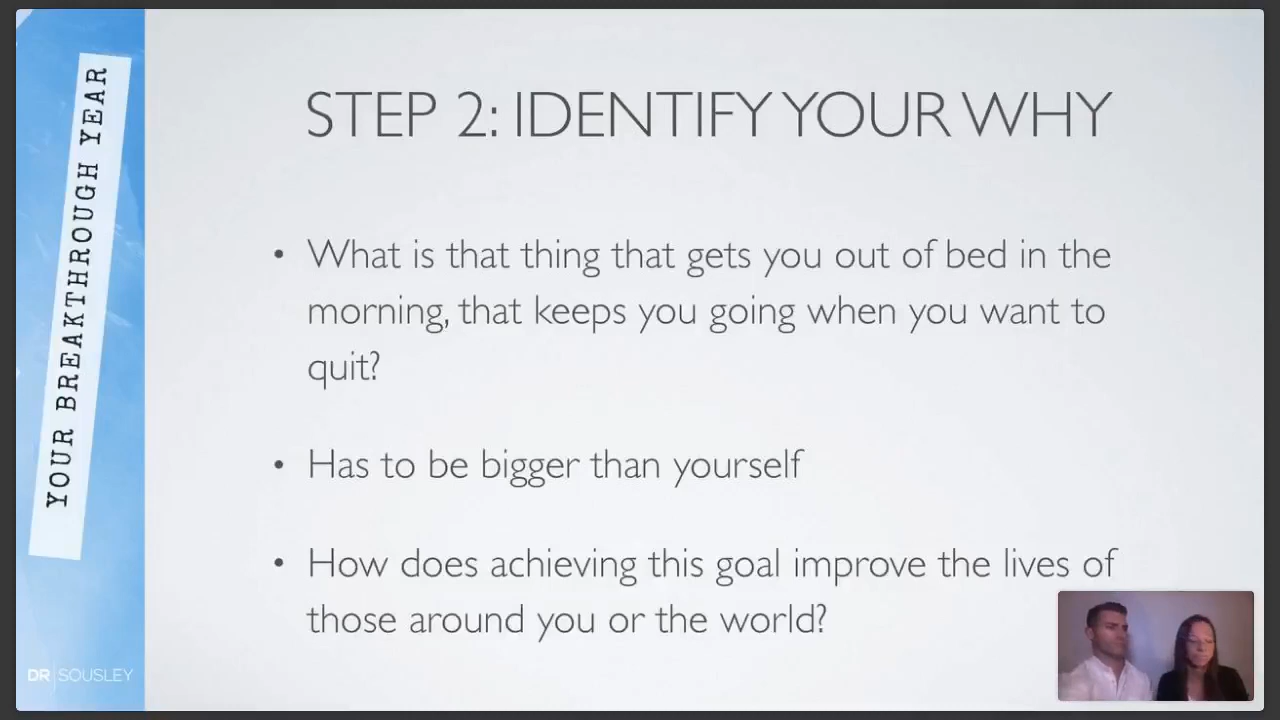 YOUR BREAKTHROUGH YEAR
STEP 2: IDENTIFY YOUR WHY
• What is that thing that gets you out of bed in the
morning, that keeps you going when you want to
quit?
• Has to be bigger than yourself
• How does achieving this goal improve the lives of
those around you or the world?
DR SOUSLEY